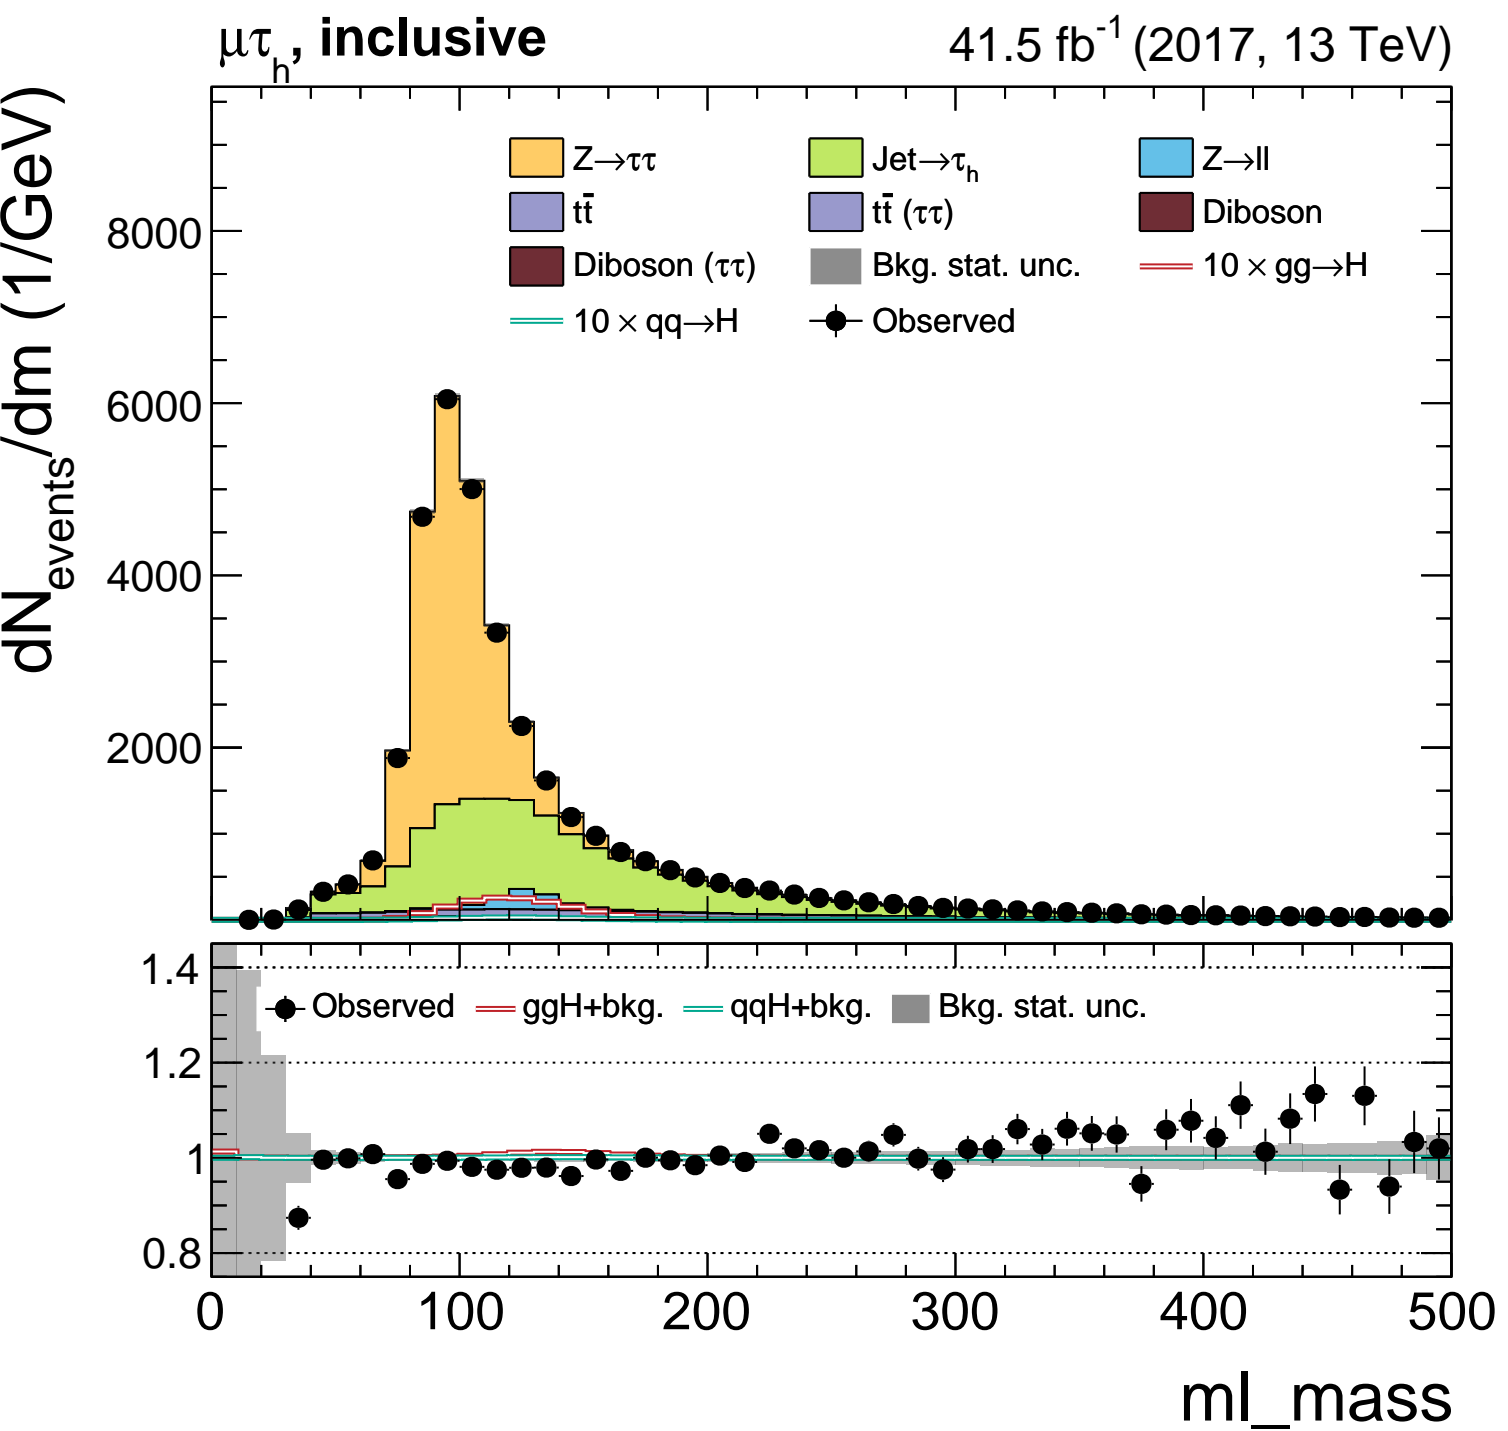 μτh, inclusive
41.5 fb-1 (2017, 13 TeV)
dNevents/dm (1/GeV)
Z→ττ Jet→τh Z→ll
tt̄ tt̄ (ττ) Diboson
Diboson (ττ) Bkg. stat. unc. 10 × gg→H
10 × qq→H Observed
8000
6000
4000
2000
Observed ggH+bkg. qqH+bkg. Bkg. stat. unc.
1.4
1.2
1
0.8
0 100 200 300 400 500
ml_mass